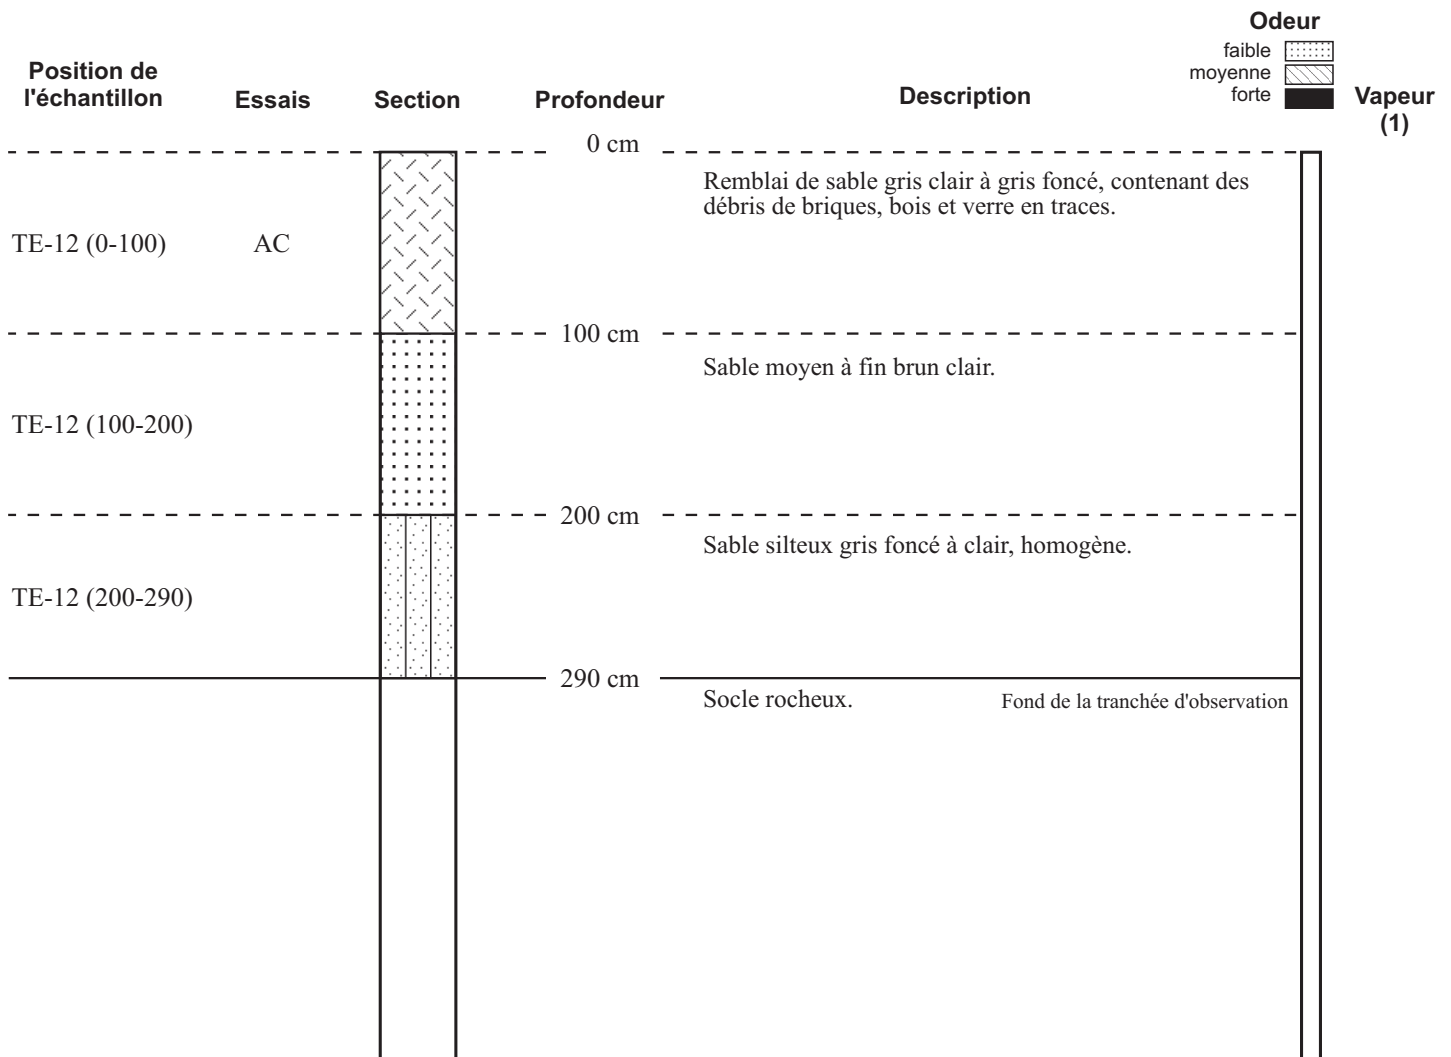 Odeur
faible
moyenne
forte
Position de
l'échantillon
Essais
Section
Profondeur
Description
Vapeur
(1)
0 cm
Remblai de sable gris clair à gris foncé, contenant des
débris de briques, bois et verre en traces.
TE-12 (0-100)
AC
100 cm
Sable moyen à fin brun clair.
TE-12 (100-200)
200 cm
Sable silteux gris foncé à clair, homogène.
TE-12 (200-290)
290 cm
Socle rocheux.
Fond de la tranchée d'observation